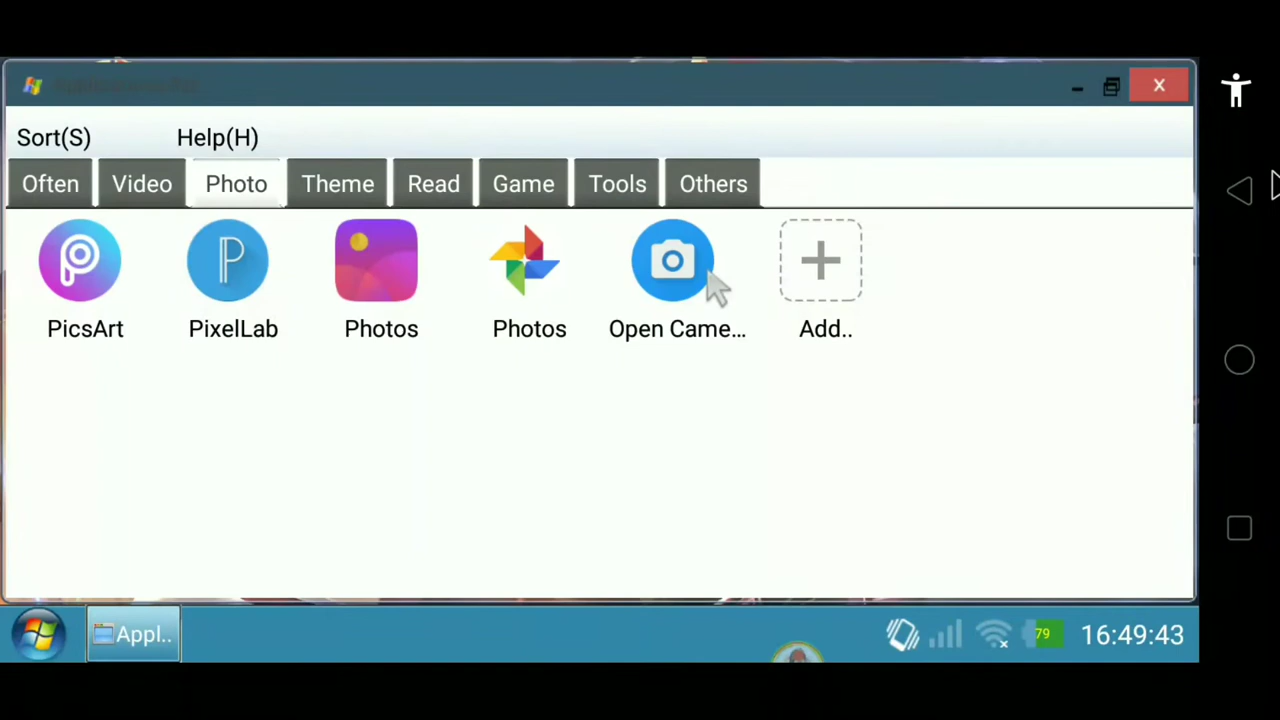 Sort(S) Help(H)
Often Video Photo Theme Read Game Tools Others
PicsArt PixelLab Photos Photos Open Came... Add..
Appl.. 79 16:49:43